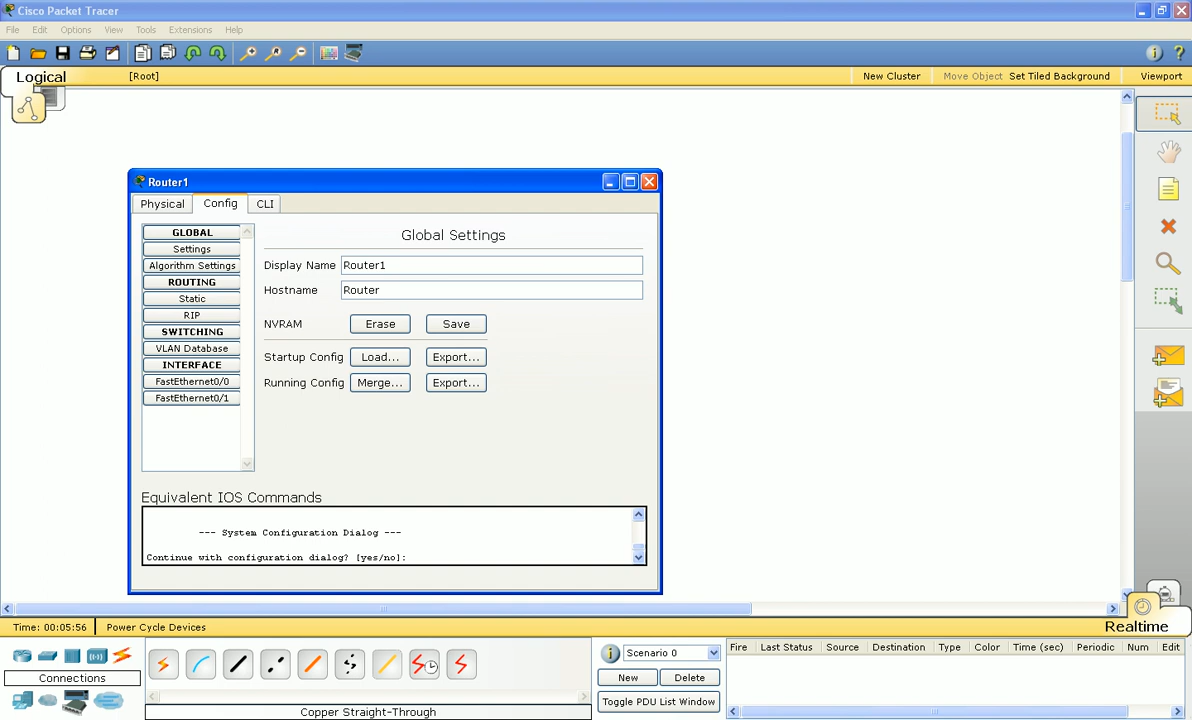 Cisco Packet Tracer
File Edit Options View Tools Extensions Help
Logical [Root] New Cluster Move Object Set Tiled Background Viewport
Router1
Physical Config CLI
GLOBAL
Settings
Algorithm Settings
ROUTING
Static
RIP
SWITCHING
VLAN Database
INTERFACE
FastEthernet0/0
FastEthernet0/1
Global Settings
Display Name Router1
Hostname Router
NVRAM Erase Save
Startup Config Load... Export...
Running Config Merge... Export...
Equivalent IOS Commands
--- System Configuration Dialog ---
Continue with configuration dialog? [yes/no]:
Realtime
Time: 00:05:56 Power Cycle Devices
Connections
Copper Straight-Through
Scenario 0
New Delete
Toggle PDU List Window
Fire Last Status Source Destination Type Color Time (sec) Periodic Num Edit